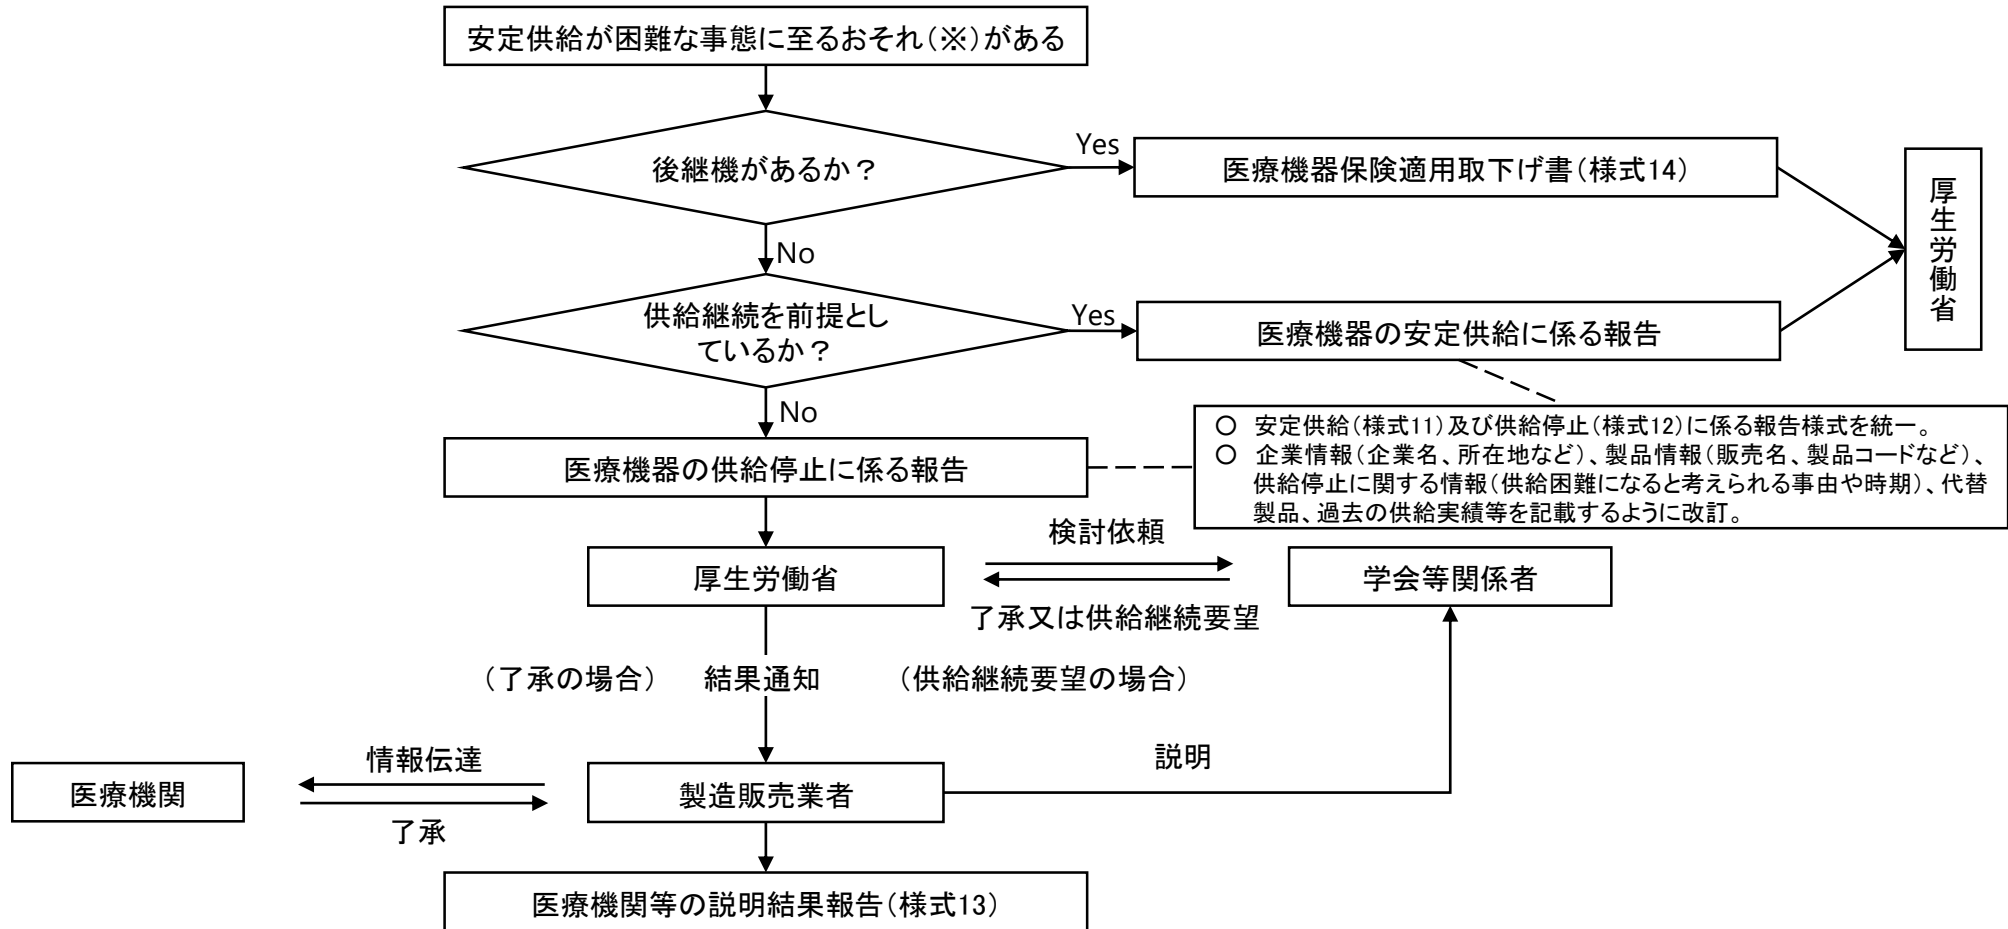 安定供給が困難な事態に至るおそれ(※)がある
後継機があるか？
Yes
医療機器保険適用取下げ書(様式14)
厚生労働省
No
供給継続を前提とし
ているか？
Yes
医療機器の安定供給に係る報告
No
○ 安定供給(様式11)及び供給停止(様式12)に係る報告様式を統一。
○ 企業情報(企業名、所在地など)、製品情報(販売名、製品コードなど)、
供給停止に関する情報(供給困難になると考えられる事由や時期)、代替
製品、過去の供給実績等を記載するように改訂。
医療機器の供給停止に係る報告
検討依頼
厚生労働省
学会等関係者
了承又は供給継続要望
(了承の場合) 結果通知 (供給継続要望の場合)
情報伝達
説明
医療機関
製造販売業者
了承
医療機関等の説明結果報告(様式13)